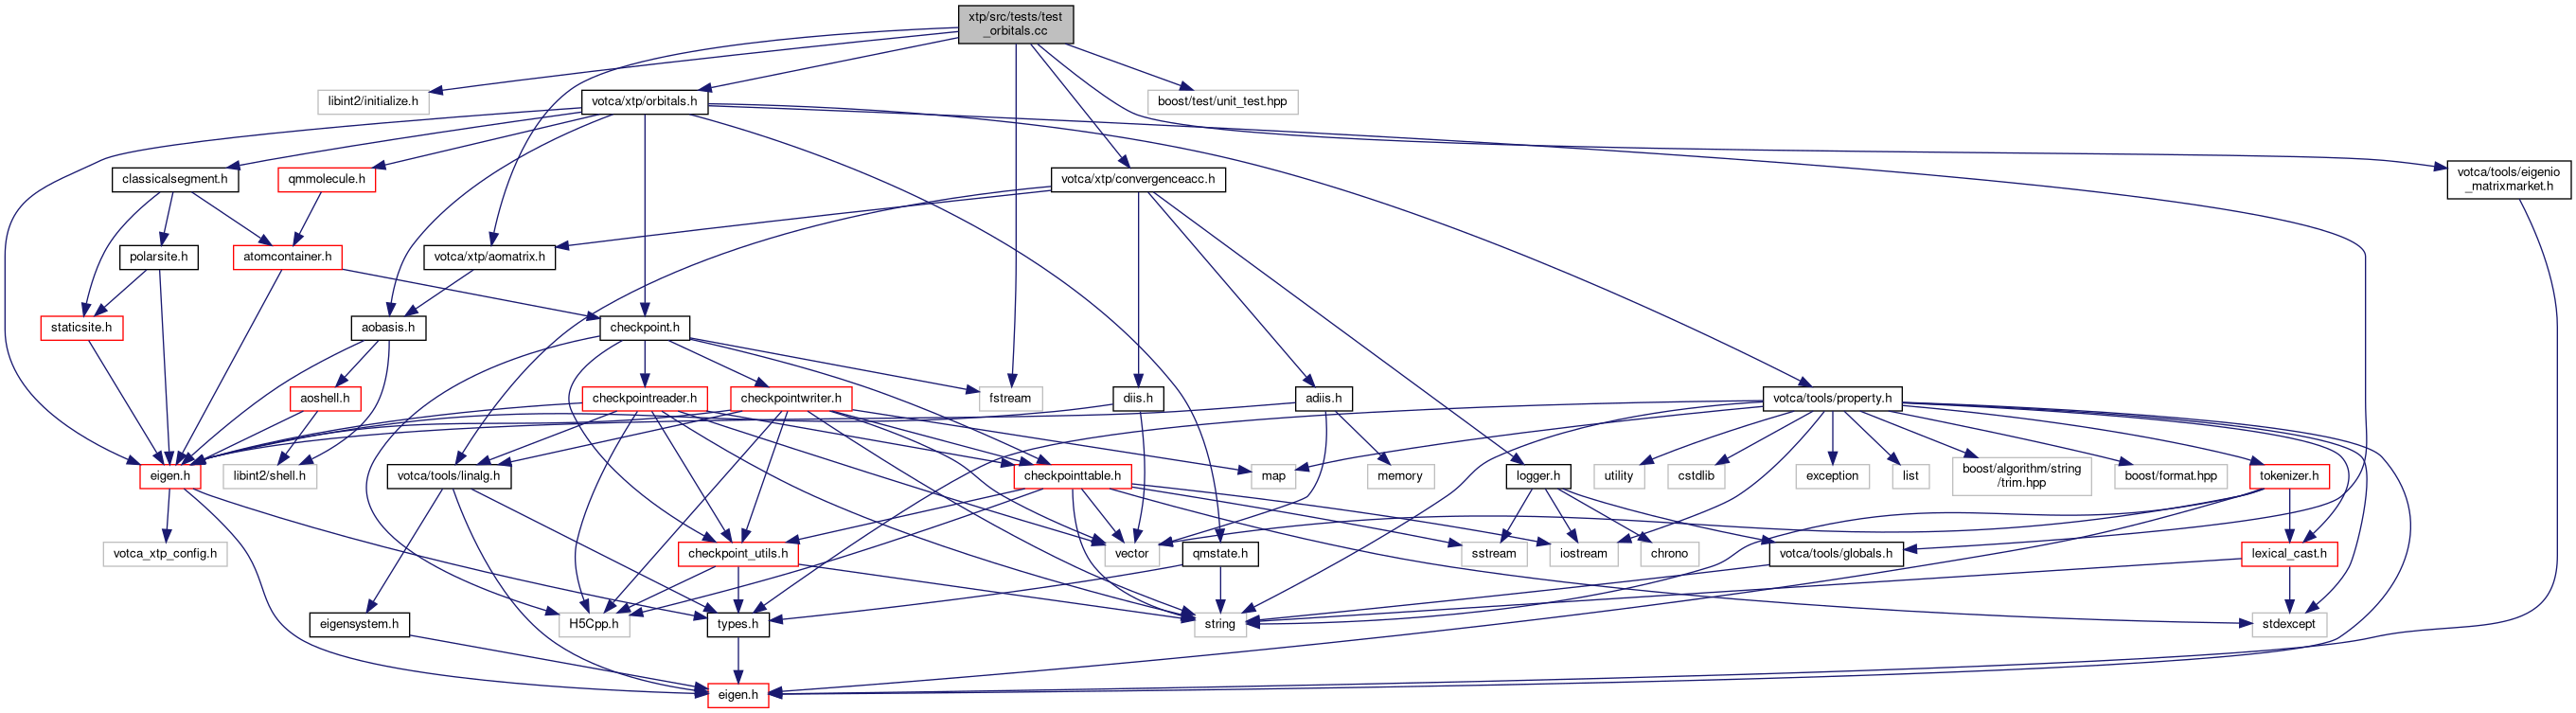 xtp/src/tests/test
_orbitals.cc
libint2/initialize.h
votca/xtp/orbitals.h
boost/test/unit_test.hpp
classicalsegment.h
qmmolecule.h
votca/xtp/convergenceacc.h
votca/tools/eigenio
_matrixmarket.h
polarsite.h
atomcontainer.h
votca/xtp/aomatrix.h
staticsite.h
aobasis.h
checkpoint.h
aoshell.h
checkpointreader.h
checkpointwriter.h
fstream
diis.h
adiis.h
votca/tools/property.h
eigen.h
libint2/shell.h
votca/tools/linalg.h
checkpointtable.h
map
memory
logger.h
utility
cstdlib
exception
list
boost/algorithm/string
/trim.hpp
boost/format.hpp
tokenizer.h
votca_xtp_config.h
checkpoint_utils.h
vector
qmstate.h
sstream
iostream
chrono
votca/tools/globals.h
lexical_cast.h
eigensystem.h
H5Cpp.h
types.h
string
stdexcept
eigen.h